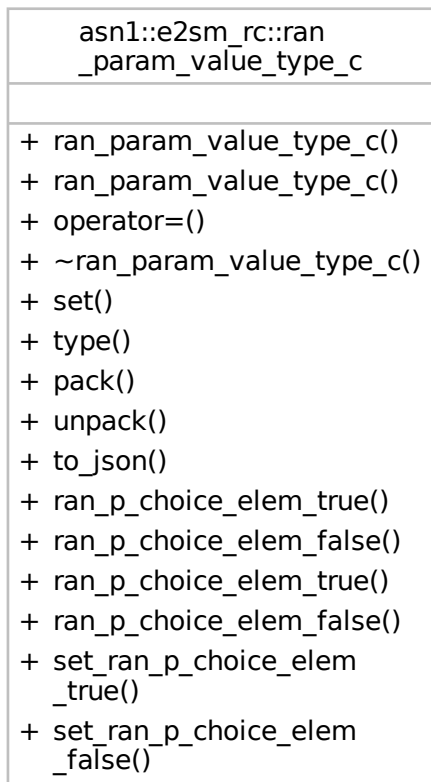 asn1::e2sm_rc::ran
_param_value_type_c
+ ran_param_value_type_c()
+ ran_param_value_type_c()
+ operator=()
+ ~ran_param_value_type_c()
+ set()
+ type()
+ pack()
+ unpack()
+ to_json()
+ ran_p_choice_elem_true()
+ ran_p_choice_elem_false()
+ ran_p_choice_elem_true()
+ ran_p_choice_elem_false()
+ set_ran_p_choice_elem
_true()
+ set_ran_p_choice_elem
_false()